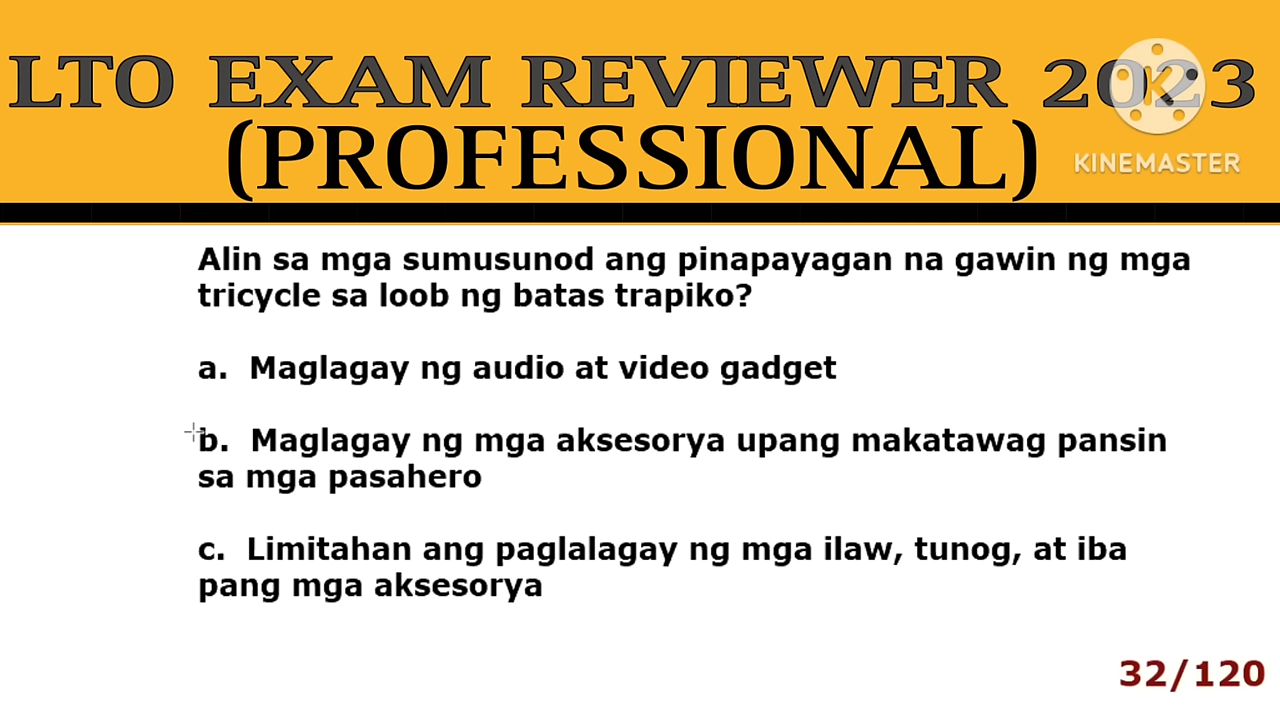 LTO EXAM REVIEWER 2023
(PROFESSIONAL)
KINEMASTER
Alin sa mga sumusunod ang pinapayagan na gawin ng mga
tricycle sa loob ng batas trapiko?
a. Maglagay ng audio at video gadget
b. Maglagay ng mga aksesorya upang makatawag pansin
sa mga pasahero
c. Limitahan ang paglalagay ng mga ilaw, tunog, at iba
pang mga aksesorya
32/120